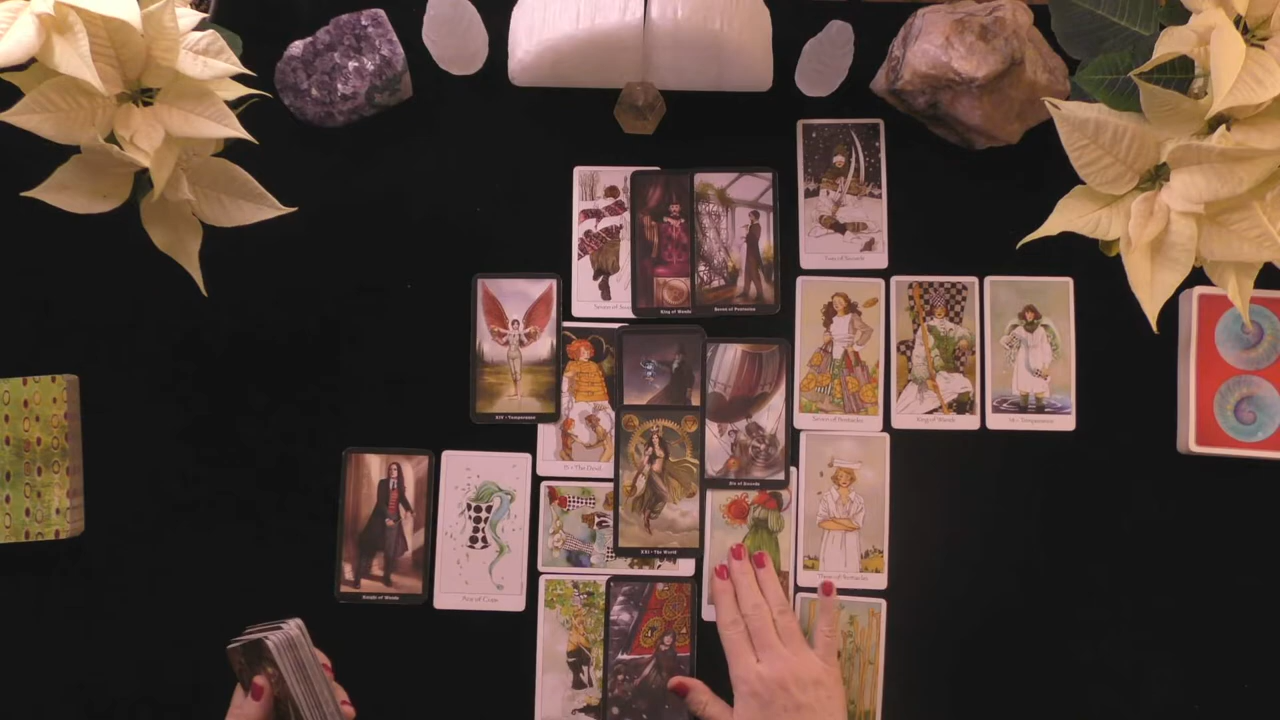 Two of Swords
Seven of Swo
King of Wands
Seven of Pentacles
XIV • Temperance
Seven of Pentacles
King of Wands
14 • Temperance
15 • The Devil
Six of Swords
XXI • The World
Three of Pentacles
Knight of Wands
Ace of Cups